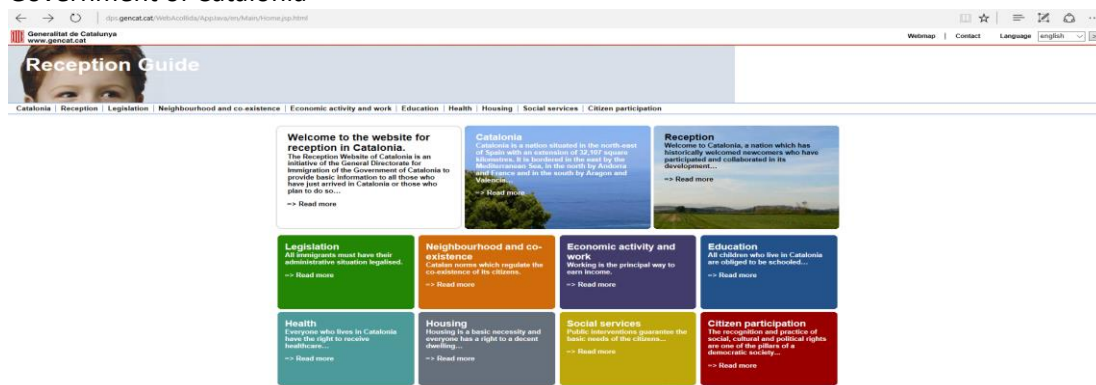 Government of Catalonia
dps.gencat.cat/WebAcollida/AppJava/en/Main/Home.jsp.html
Generalitat de Catalunya
www.gencat.cat
Webmap | Contact Language english
Reception Guide
Catalonia | Reception | Legislation | Neighbourhood and co-existence | Economic activity and work | Education | Health | Housing | Social services | Citizen participation
Welcome to the website for
reception in Catalonia.
The Reception Website of Catalonia is an
initiative of the General Directorate for
Immigration of the Government of Catalonia to
provide basic information to all those who
have just arrived in Catalonia or those who
plan to do so...
=> Read more
Catalonia
Catalonia is a nation situated in the north-east
of Spain with an extension of 32,107 square
kilometres. It is bordered in the east by the
Mediterranean Sea, in the north by Andorra
and France and in the south by Aragon and
Valencia...
=> Read more
Reception
Welcome to Catalonia, a nation which has
historically welcomed newcomers who have
participated and collaborated in its
development...
=> Read more
Legislation
All immigrants must have their
administrative situation legalised.
=> Read more
Neighbourhood and co-
existence
Catalan norms which regulate the
co-existence of its citizens.
=> Read more
Economic activity and
work
Working is the principal way to
earn income.
=> Read more
Education
All children who live in Catalonia
are obliged to be schooled...
=> Read more
Health
Everyone who lives in Catalonia
have the right to receive
healthcare...
=> Read more
Housing
Housing is a basic necessity and
everyone has a right to a decent
dwelling...
=> Read more
Social services
Public interventions guarantee the
basic needs of the citizens...
=> Read more
Citizen participation
The recognition and practice of
social, cultural and political rights
are one of the pillars of a
democratic society...
=> Read more